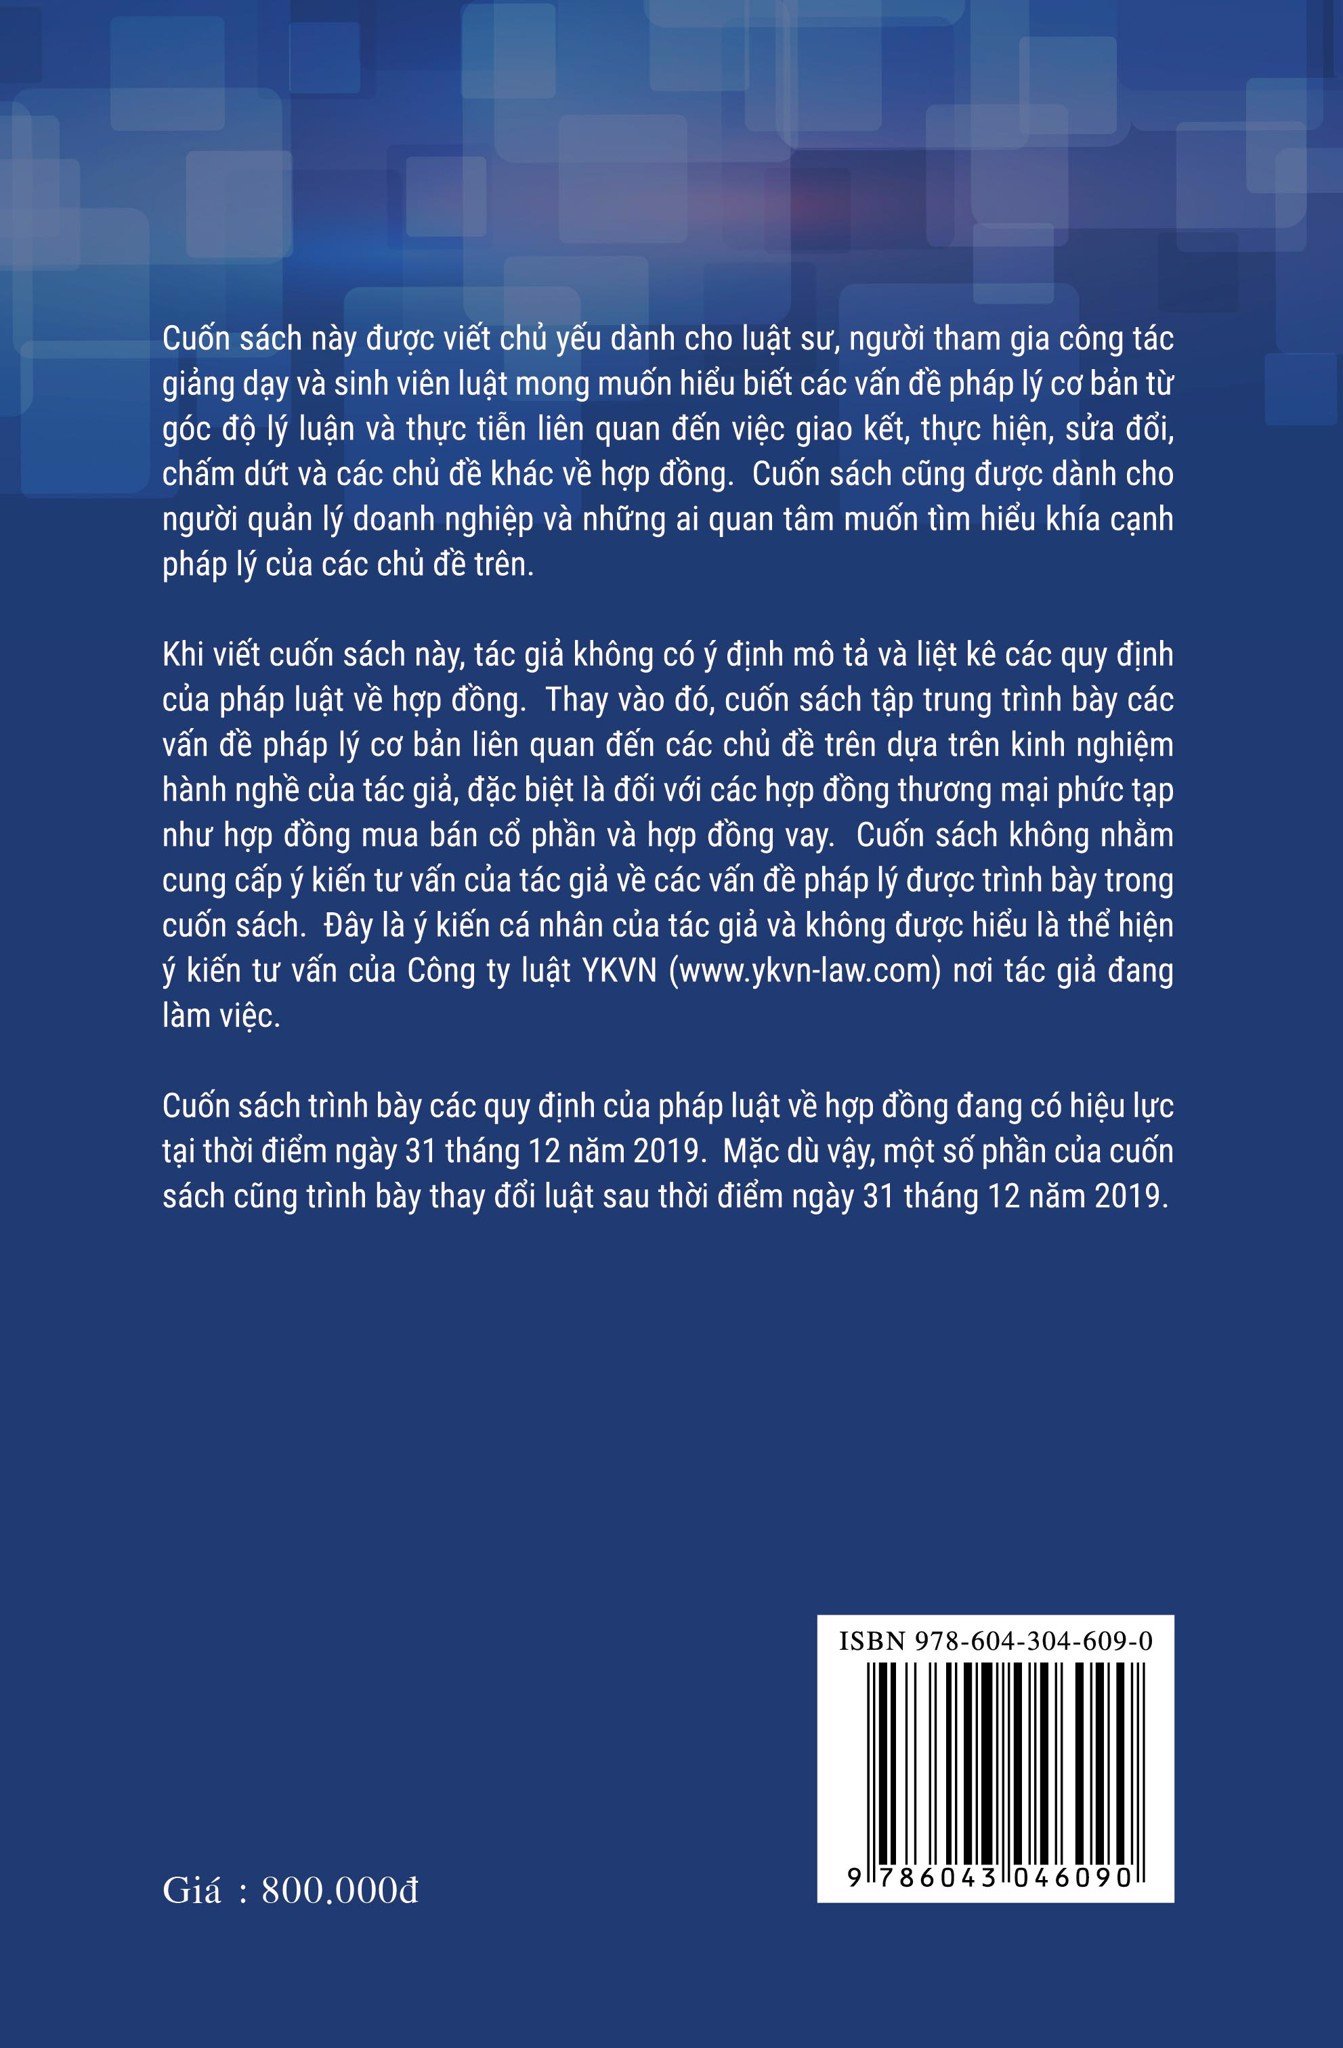 Cuốn sách này được viết chủ yếu dành cho luật sư, người tham gia công tác
giảng dạy và sinh viên luật mong muốn hiểu biết các vấn đề pháp lý cơ bản từ
góc độ lý luận và thực tiễn liên quan đến việc giao kết, thực hiện, sửa đổi,
chấm dứt và các chủ đề khác về hợp đồng.  Cuốn sách cũng được dành cho
người quản lý doanh nghiệp và những ai quan tâm muốn tìm hiểu khía cạnh
pháp lý của các chủ đề trên.
Khi viết cuốn sách này, tác giả không có ý định mô tả và liệt kê các quy định
của pháp luật về hợp đồng.  Thay vào đó, cuốn sách tập trung trình bày các
vấn đề pháp lý cơ bản liên quan đến các chủ đề trên dựa trên kinh nghiệm
hành nghề của tác giả, đặc biệt là đối với các hợp đồng thương mại phức tạp
như hợp đồng mua bán cổ phần và hợp đồng vay.  Cuốn sách không nhằm
cung cấp ý kiến tư vấn của tác giả về các vấn đề pháp lý được trình bày trong
cuốn sách.  Đây là ý kiến cá nhân của tác giả và không được hiểu là thể hiện
ý kiến tư vấn của Công ty luật YKVN (www.ykvn-law.com) nơi tác giả đang
làm việc.
Cuốn sách trình bày các quy định của pháp luật về hợp đồng đang có hiệu lực
tại thời điểm ngày 31 tháng 12 năm 2019.  Mặc dù vậy, một số phần của cuốn
sách cũng trình bày thay đổi luật sau thời điểm ngày 31 tháng 12 năm 2019.
ISBN 978-604-304-609-0
9 786043 046090
Giá : 800.000đ